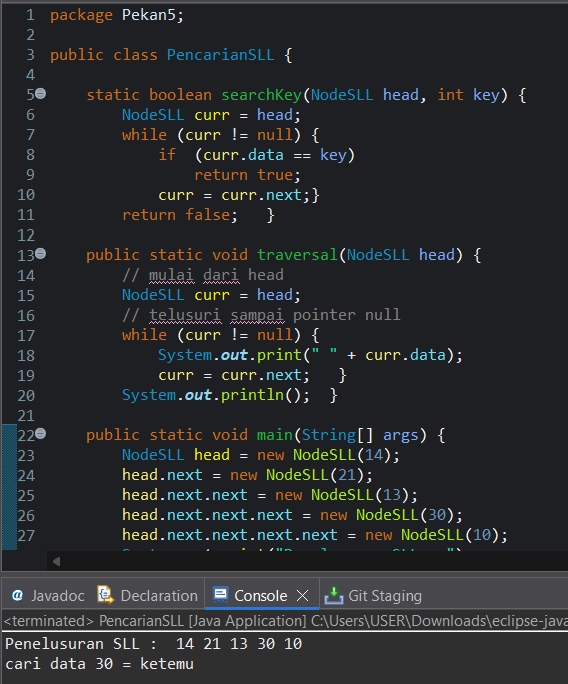 1 package Pekan5;
2
3 public class PencarianSLL {
4
5 static boolean searchKey(NodeSLL head, int key) {
6 NodeSLL curr = head;
7 while (curr != null) {
8 if (curr.data == key)
9 return true;
10 curr = curr.next;}
11 return false; }
12
13 public static void traversal(NodeSLL head) {
14 // mulai dari head
15 NodeSLL curr = head;
16 // telusuri sampai pointer null
17 while (curr != null) {
18 System.out.print(" " + curr.data);
19 curr = curr.next; }
20 System.out.println(); }
21
22 public static void main(String[] args) {
23 NodeSLL head = new NodeSLL(14);
24 head.next = new NodeSLL(21);
25 head.next.next = new NodeSLL(13);
26 head.next.next.next = new NodeSLL(30);
27 head.next.next.next.next = new NodeSLL(10);
@ Javadoc Declaration Console Git Staging
<terminated> PencarianSLL [Java Application] C:\Users\USER\Downloads\eclipse-java
Penelusuran SLL : 14 21 13 30 10
cari data 30 = ketemu